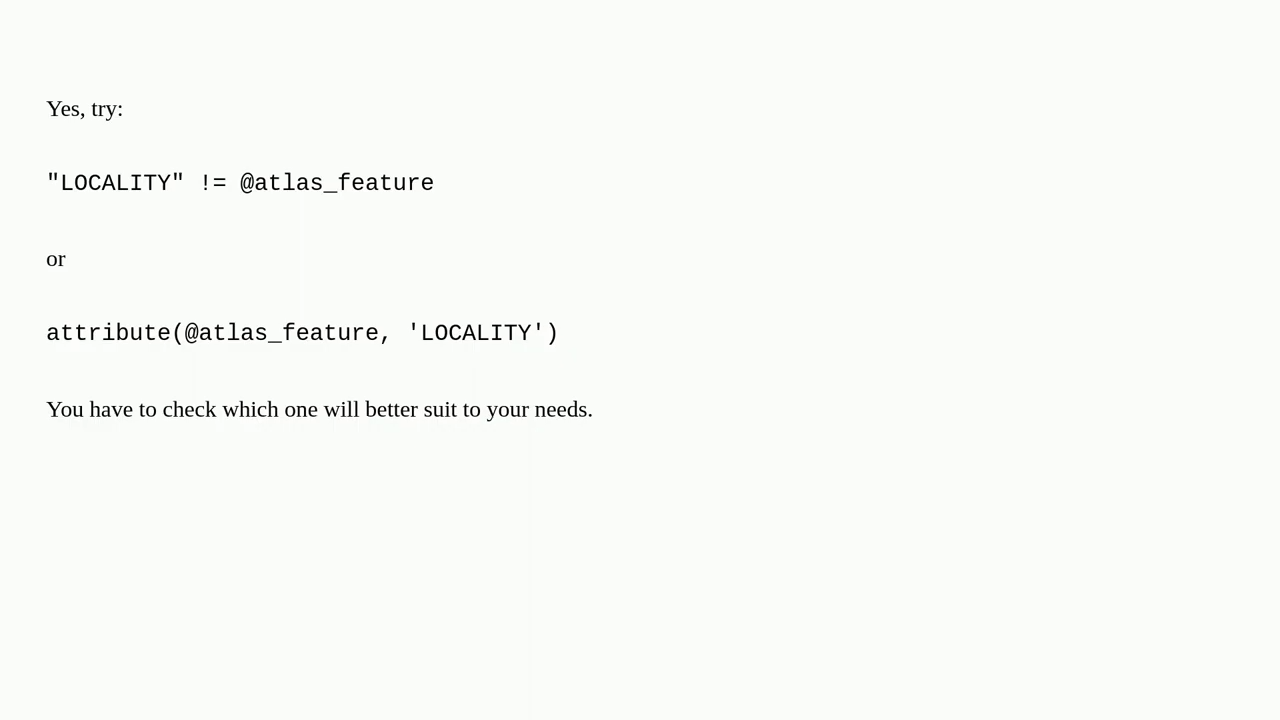 Yes, try:
"LOCALITY" != @atlas_feature
or
attribute(@atlas_feature, 'LOCALITY')
You have to check which one will better suit to your needs.